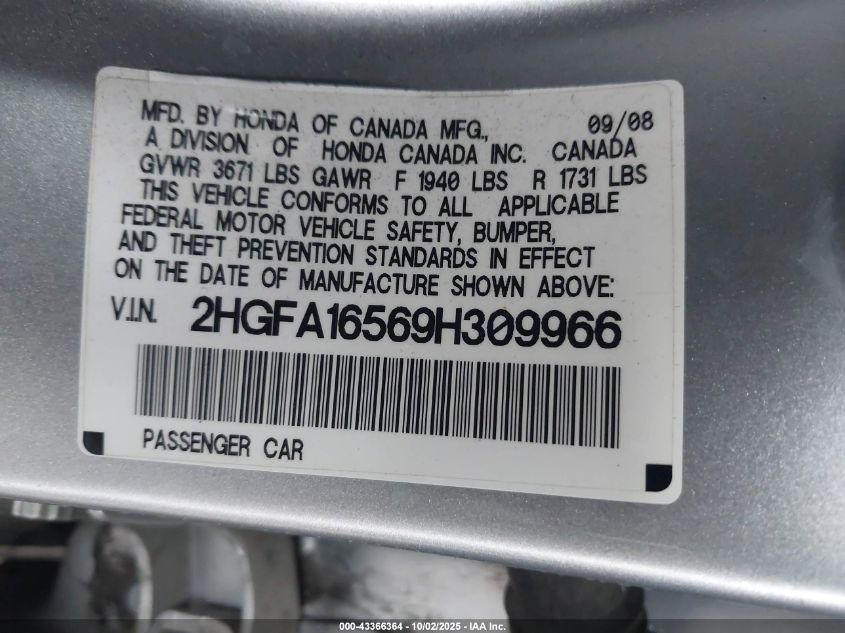 MFD. BY HONDA OF CANADA MFG., 09/08
A DIVISION OF HONDA CANADA INC. CANADA
GVWR 3671 LBS GAWR F 1940 LBS R 1731 LBS
THIS VEHICLE CONFORMS TO ALL APPLICABLE
FEDERAL MOTOR VEHICLE SAFETY, BUMPER,
AND THEFT PREVENTION STANDARDS IN EFFECT
ON THE DATE OF MANUFACTURE SHOWN ABOVE:
V.I.N. 2HGFA16569H309966
PASSENGER CAR
000-43366364 | 10/02/2025 - IAA Inc.